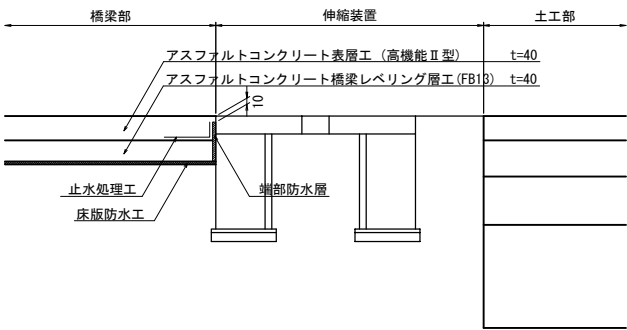 橋梁部
伸縮装置
土工部
アスファルトコンクリート表層工（高機能Ⅱ型） t=40
アスファルトコンクリート橋梁レベリング層工(FB13) t=40
10
止水処理工
端部防水層
床版防水工